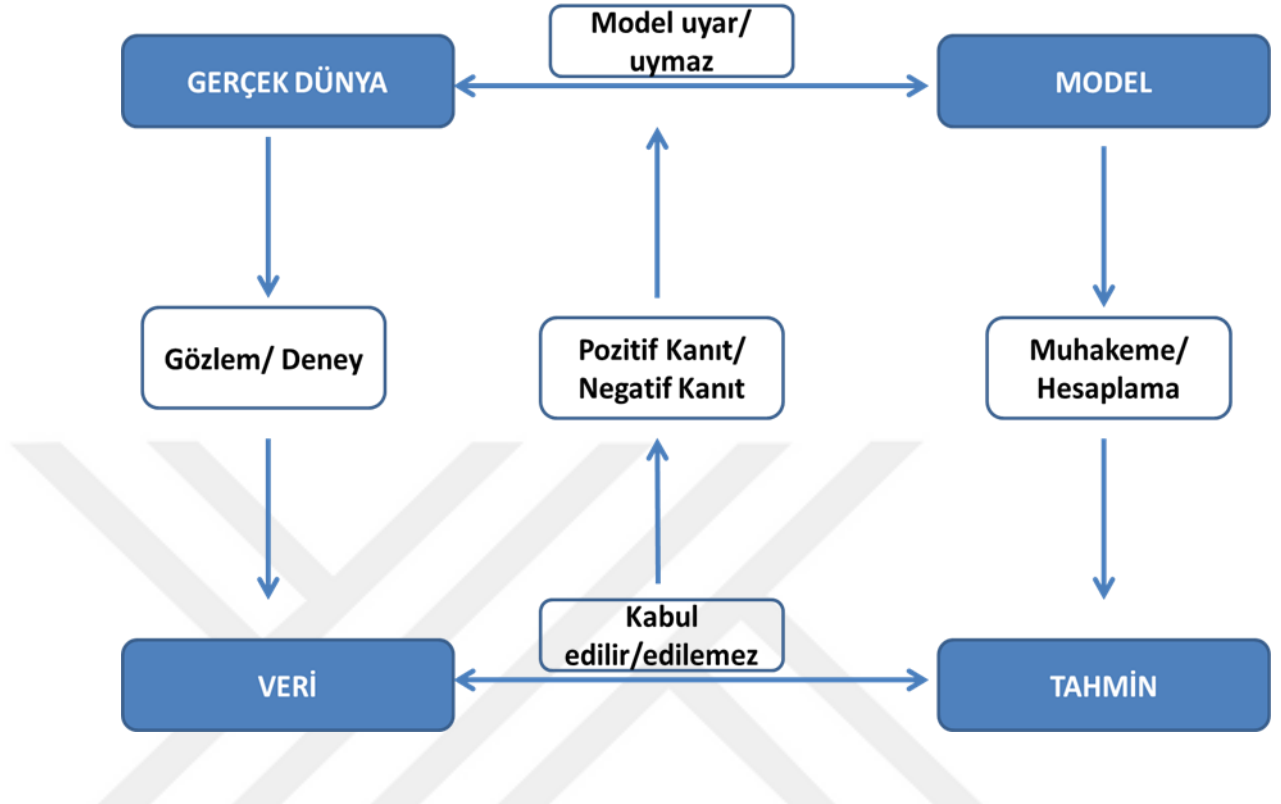 Model uyar/
uymaz
GERÇEK DÜNYA
MODEL
Gözlem/ Deney
Pozitif Kanıt/
Negatif Kanıt
Muhakeme/
Hesaplama
Kabul
edilir/edilemez
VERİ
TAHMİN